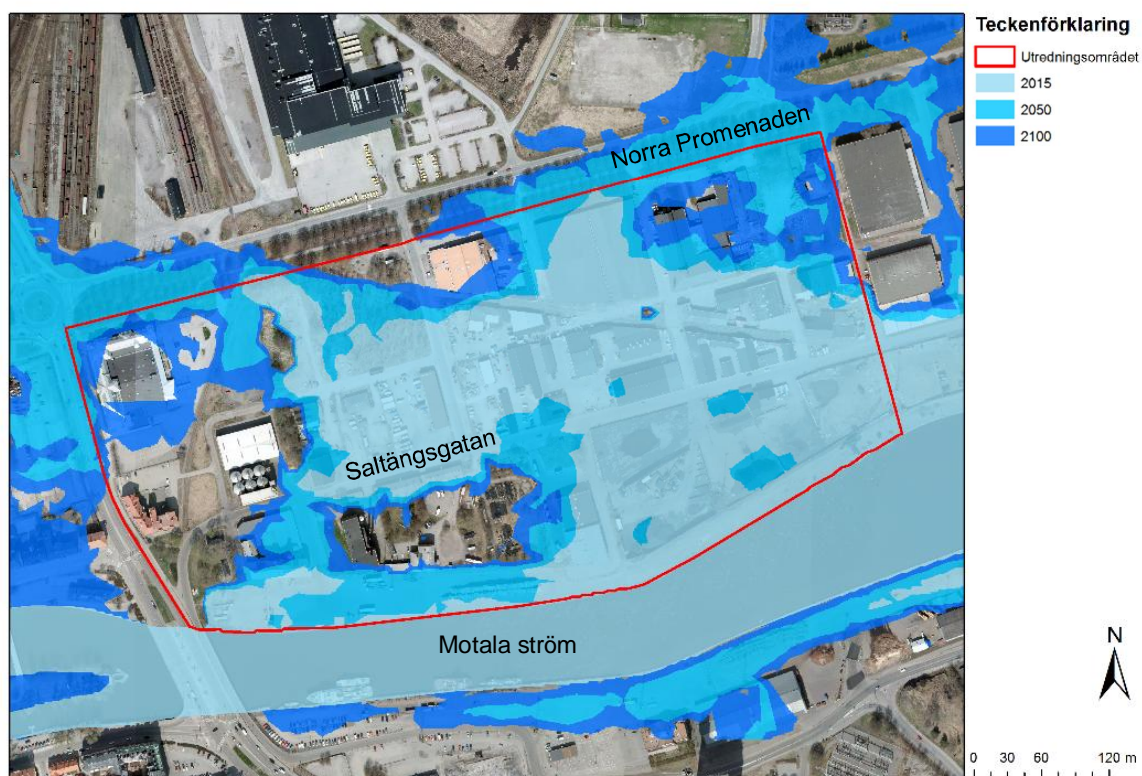 Teckenförklaring
Utredningsområdet
2015
2050
2100
Norra Promenaden
Saltängsgatan
Motala ström
N
0 30 60 120 m